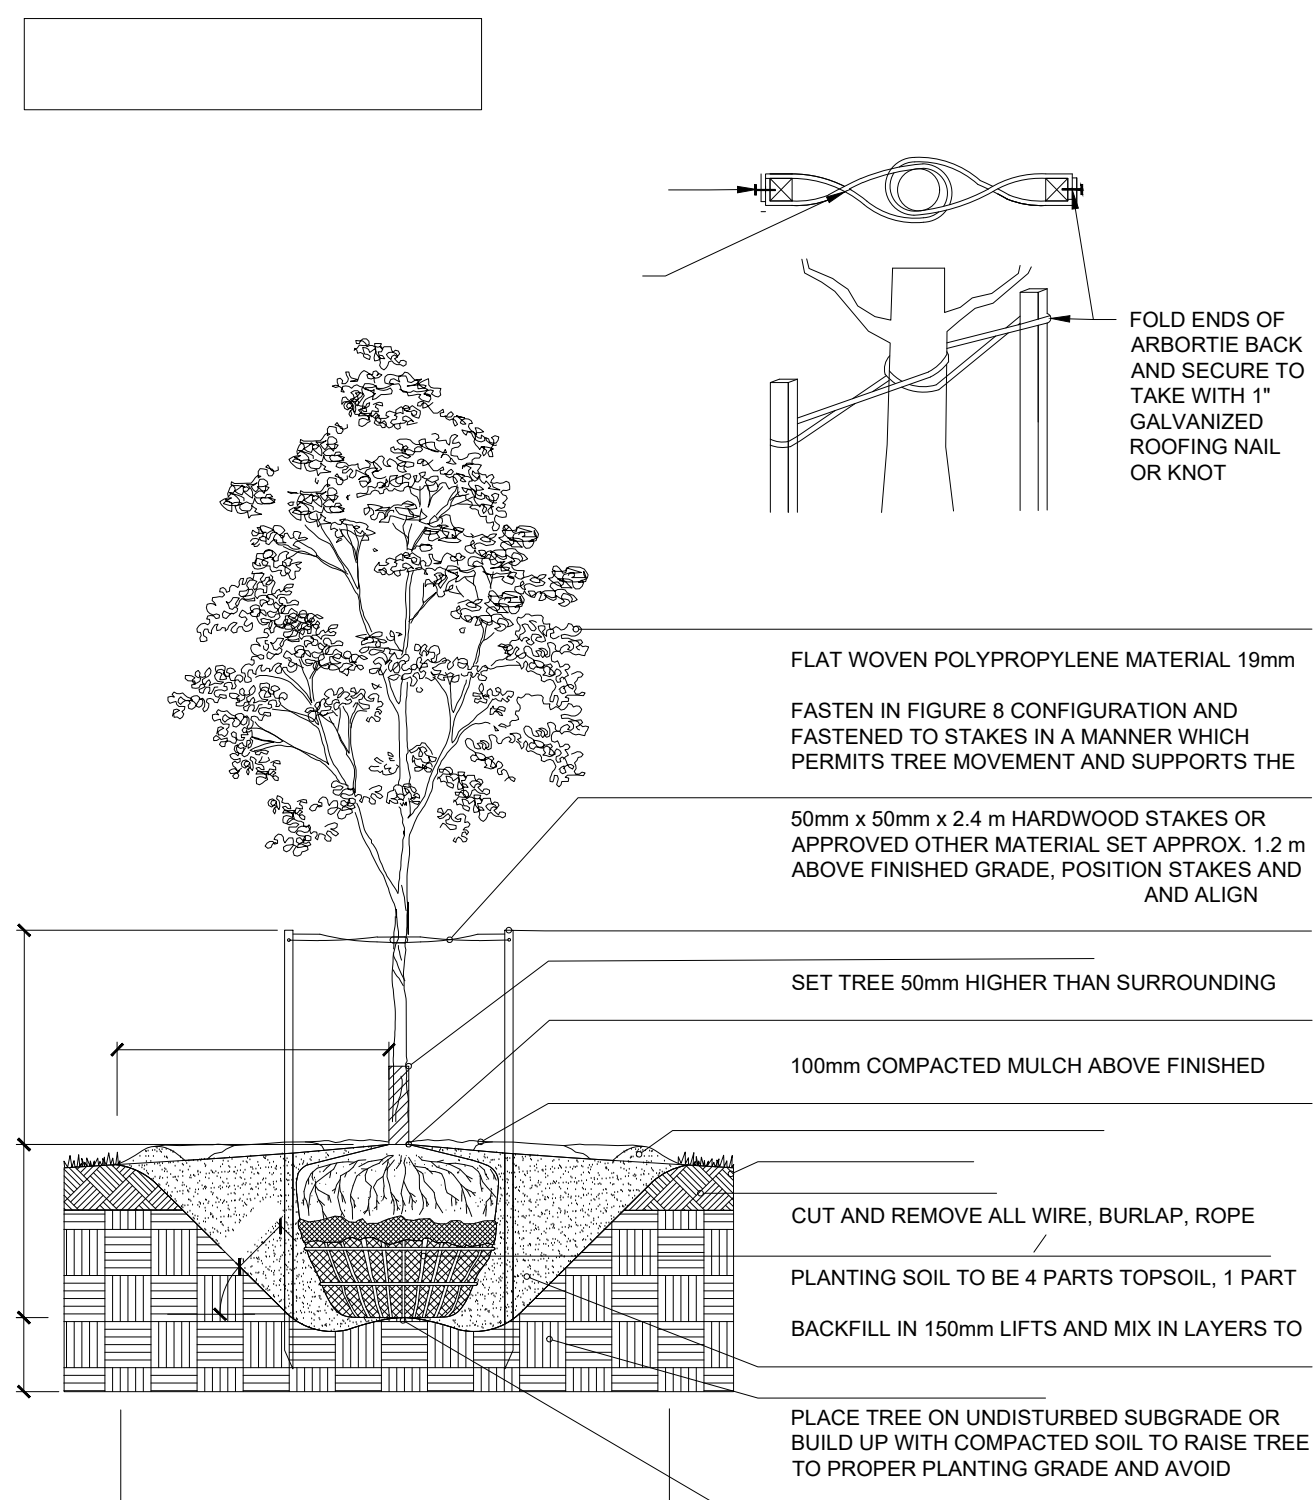 FOLD ENDS OF
ARBORTIE BACK
AND SECURE TO
TAKE WITH 1"
GALVANIZED
ROOFING NAIL
OR KNOT
FLAT WOVEN POLYPROPYLENE MATERIAL 19mm
FASTEN IN FIGURE 8 CONFIGURATION AND
FASTENED TO STAKES IN A MANNER WHICH
PERMITS TREE MOVEMENT AND SUPPORTS THE
50mm x 50mm x 2.4 m HARDWOOD STAKES OR
APPROVED OTHER MATERIAL SET APPROX. 1.2 m
ABOVE FINISHED GRADE, POSITION STAKES AND
AND ALIGN
SET TREE 50mm HIGHER THAN SURROUNDING
100mm COMPACTED MULCH ABOVE FINISHED
CUT AND REMOVE ALL WIRE, BURLAP, ROPE
PLANTING SOIL TO BE 4 PARTS TOPSOIL, 1 PART
BACKFILL IN 150mm LIFTS AND MIX IN LAYERS TO
PLACE TREE ON UNDISTURBED SUBGRADE OR
BUILD UP WITH COMPACTED SOIL TO RAISE TREE
TO PROPER PLANTING GRADE AND AVOID